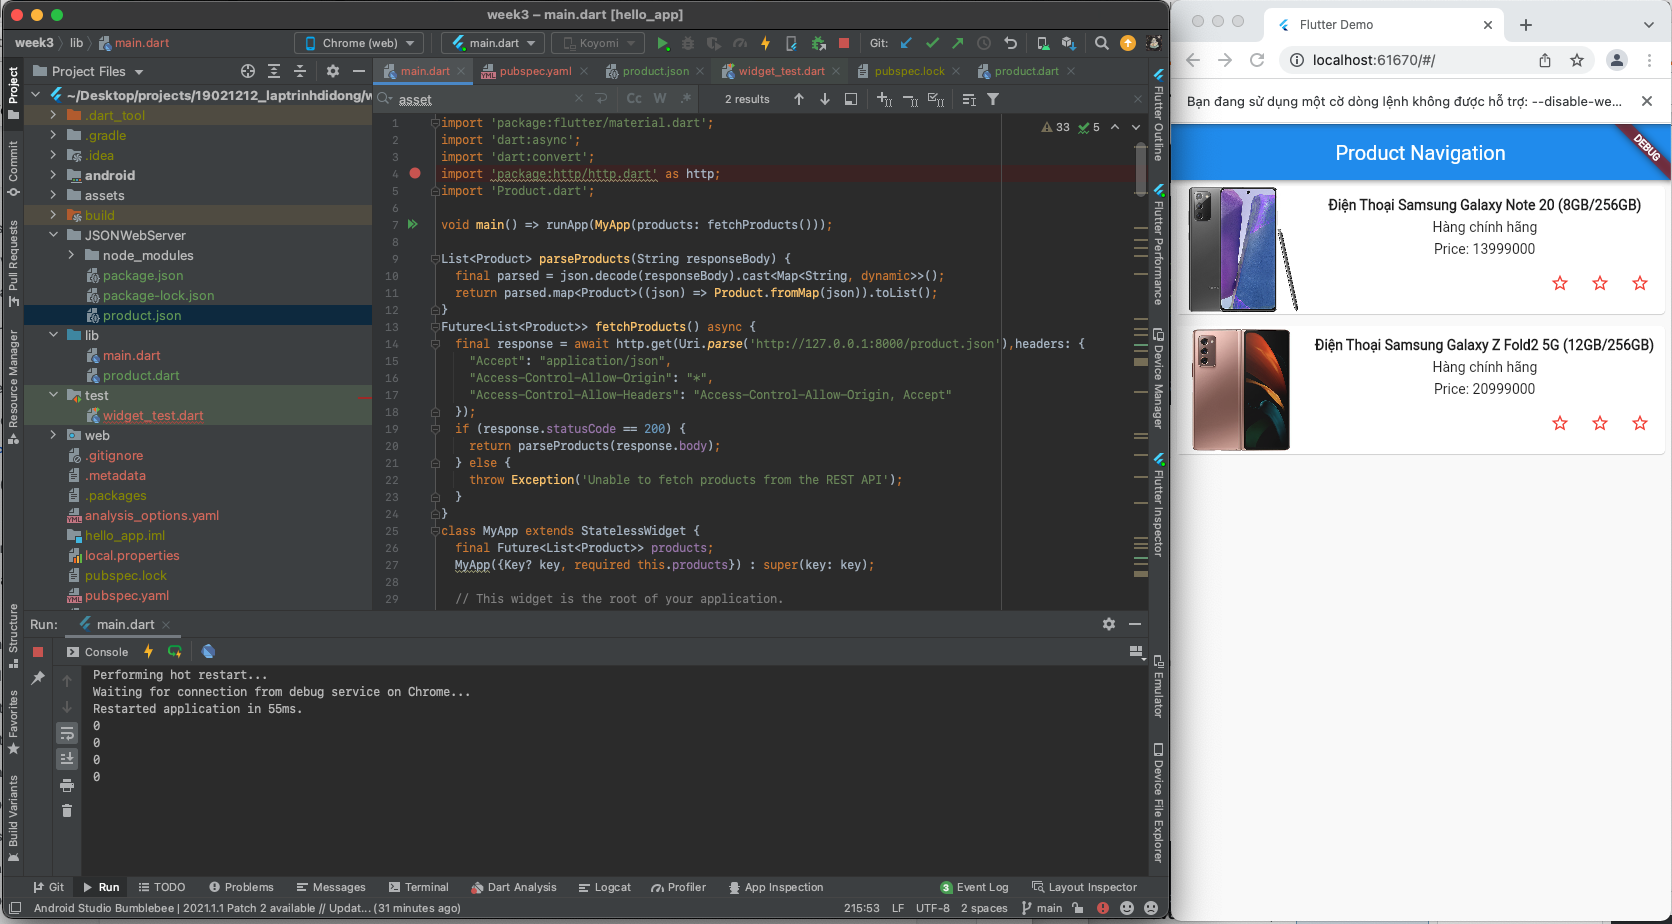 week3 – main.dart [hello_app]
week3 lib main.dart
Chrome (web) main.dart Koyomi Git:
Project Files
main.dart pubspec.yaml product.json widget_test.dart pubspec.lock product.dart
asset Cc W .* 2 results
Project
Commit
Pull Requests
Resource Manager
Structure
Favorites
Build Variants
~/Desktop/projects/19021212_laptrinhdidong/w
.dart_tool
.gradle
.idea
android
assets
build
JSONWebServer
node_modules
package.json
package-lock.json
product.json
lib
main.dart
product.dart
test
widget_test.dart
web
.gitignore
.metadata
.packages
analysis_options.yaml
hello_app.iml
local.properties
pubspec.lock
pubspec.yaml
33 5
1 import 'package:flutter/material.dart';
2 import 'dart:async';
3 import 'dart:convert';
4 import 'package:http/http.dart' as http;
5 import 'Product.dart';
6
7 void main() => runApp(MyApp(products: fetchProducts()));
8
9 List<Product> parseProducts(String responseBody) {
10 final parsed = json.decode(responseBody).cast<Map<String, dynamic>>();
11 return parsed.map<Product>((json) => Product.fromMap(json)).toList();
12 }
13 Future<List<Product>> fetchProducts() async {
14 final response = await http.get(Uri.parse('http://127.0.0.1:8000/product.json'),headers: {
15 "Accept": "application/json",
16 "Access-Control-Allow-Origin": "*",
17 "Access-Control-Allow-Headers": "Access-Control-Allow-Origin, Accept"
18 });
19 if (response.statusCode == 200) {
20 return parseProducts(response.body);
21 } else {
22 throw Exception('Unable to fetch products from the REST API');
23 }
24 }
25 class MyApp extends StatelessWidget {
26 final Future<List<Product>> products;
27 MyApp({Key? key, required this.products}) : super(key: key);
28
29 // This widget is the root of your application.
Flutter Outline
Flutter Performance
Device Manager
Flutter Inspector
Emulator
Device File Explorer
Run: main.dart
Console
Performing hot restart...
Waiting for connection from debug service on Chrome...
Restarted application in 55ms.
0
0
0
0
Git Run TODO Problems Messages Terminal Dart Analysis Logcat Profiler App Inspection 3 Event Log Layout Inspector
Android Studio Bumblebee | 2021.1.1 Patch 2 available // Updat... (31 minutes ago) 215:53 LF UTF-8 2 spaces main
Flutter Demo
localhost:61670/#/
Bạn đang sử dụng một cờ dòng lệnh không được hỗ trợ: --disable-we...
Product Navigation
DEBUG
Điện Thoại Samsung Galaxy Note 20 (8GB/256GB)
Hàng chính hãng
Price: 13999000
Điện Thoại Samsung Galaxy Z Fold2 5G (12GB/256GB)
Hàng chính hãng
Price: 20999000